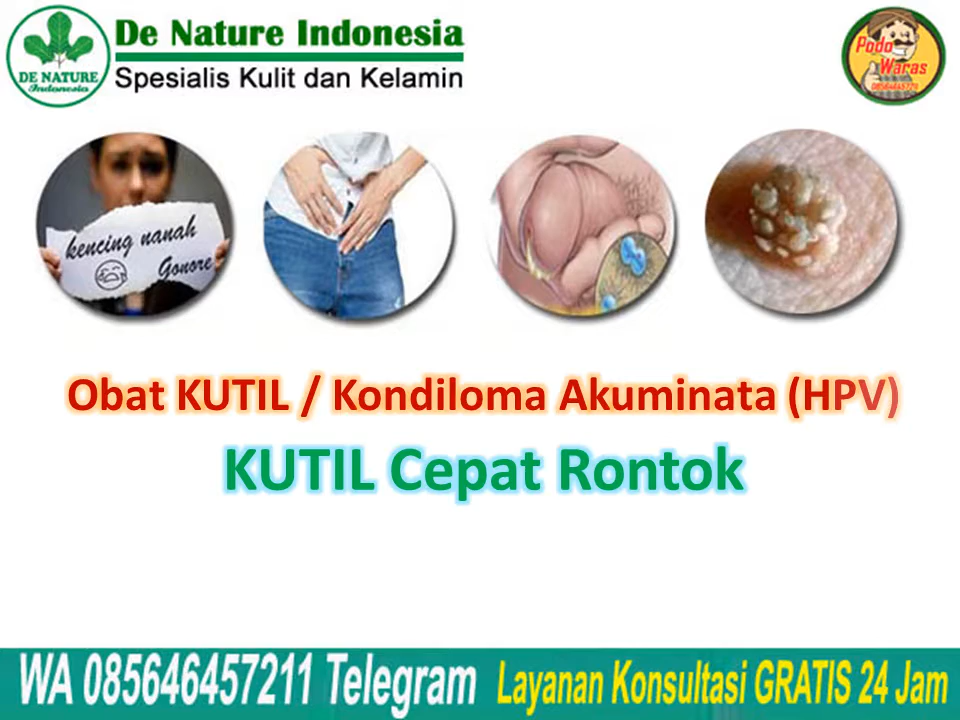 De Nature Indonesia
Spesialis Kulit dan Kelamin
DE NATURE
Indonesia
Podo
Waras
085646457211
kencing nanah
Gonore
Obat KUTIL / Kondiloma Akuminata (HPV)
KUTIL Cepat Rontok
WA 085646457211 Telegram Layanan Konsultasi GRATIS 24 Jam